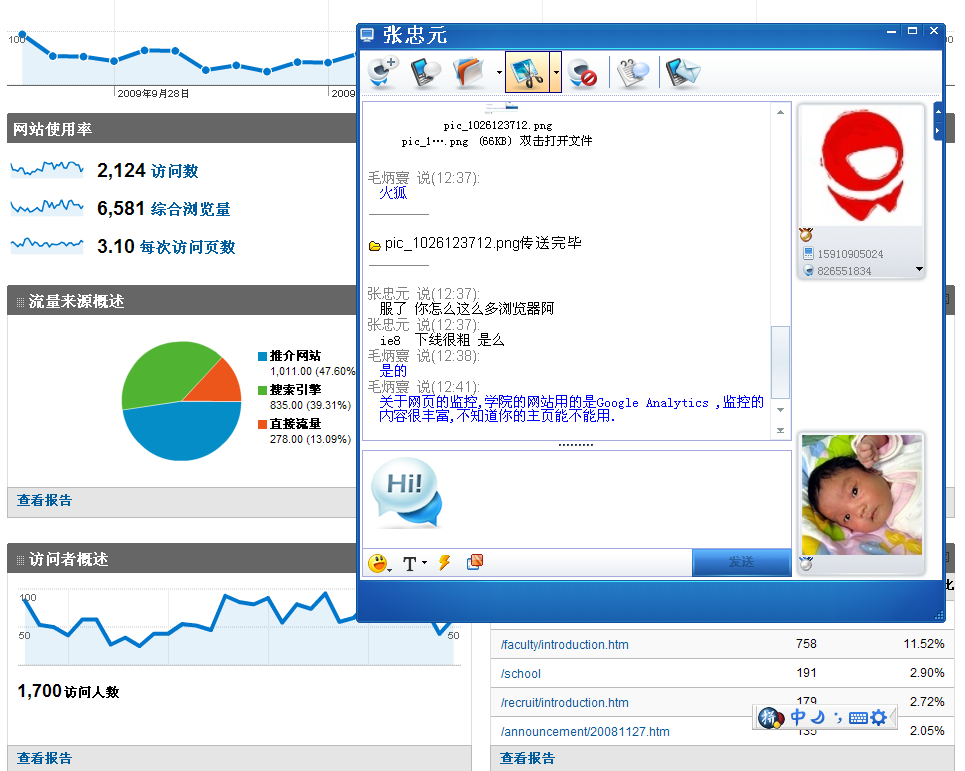 100
2009年9月28日
2009
网站使用率
2,124 访问数
6,581 综合浏览量
3.10 每次访问页数
流量来源概述
推介网站
1,011.00 (47.60%
搜索引擎
835.00 (39.31%)
直接流量
278.00 (13.09%)
查看报告
访问者概述
100
50
50
1,700 访问人数
查看报告
张忠元
pic_1026123712.png
pic_1….png (66KB) 双击打开文件
说(12:37):
火狐
pic_1026123712.png传送完毕
张忠元 说(12:37):
服了 你怎么这么多浏览器阿
张忠元 说(12:37):
ie8 下线很粗 是么
说(12:38):
是的
说(12:41):
关于网页的监控,学院的网站用的是Google Analytics ,监控的
内容很丰富,不知道你的主页能不能用.
15910905024
826551834
Hi!
T
发送
比
/faculty/introduction.htm 758 11.52%
/school 191 2.90%
/recruit/introduction.htm 179 2.72%
/announcement/20081127.htm 135 2.05%
拼 中
查看报告